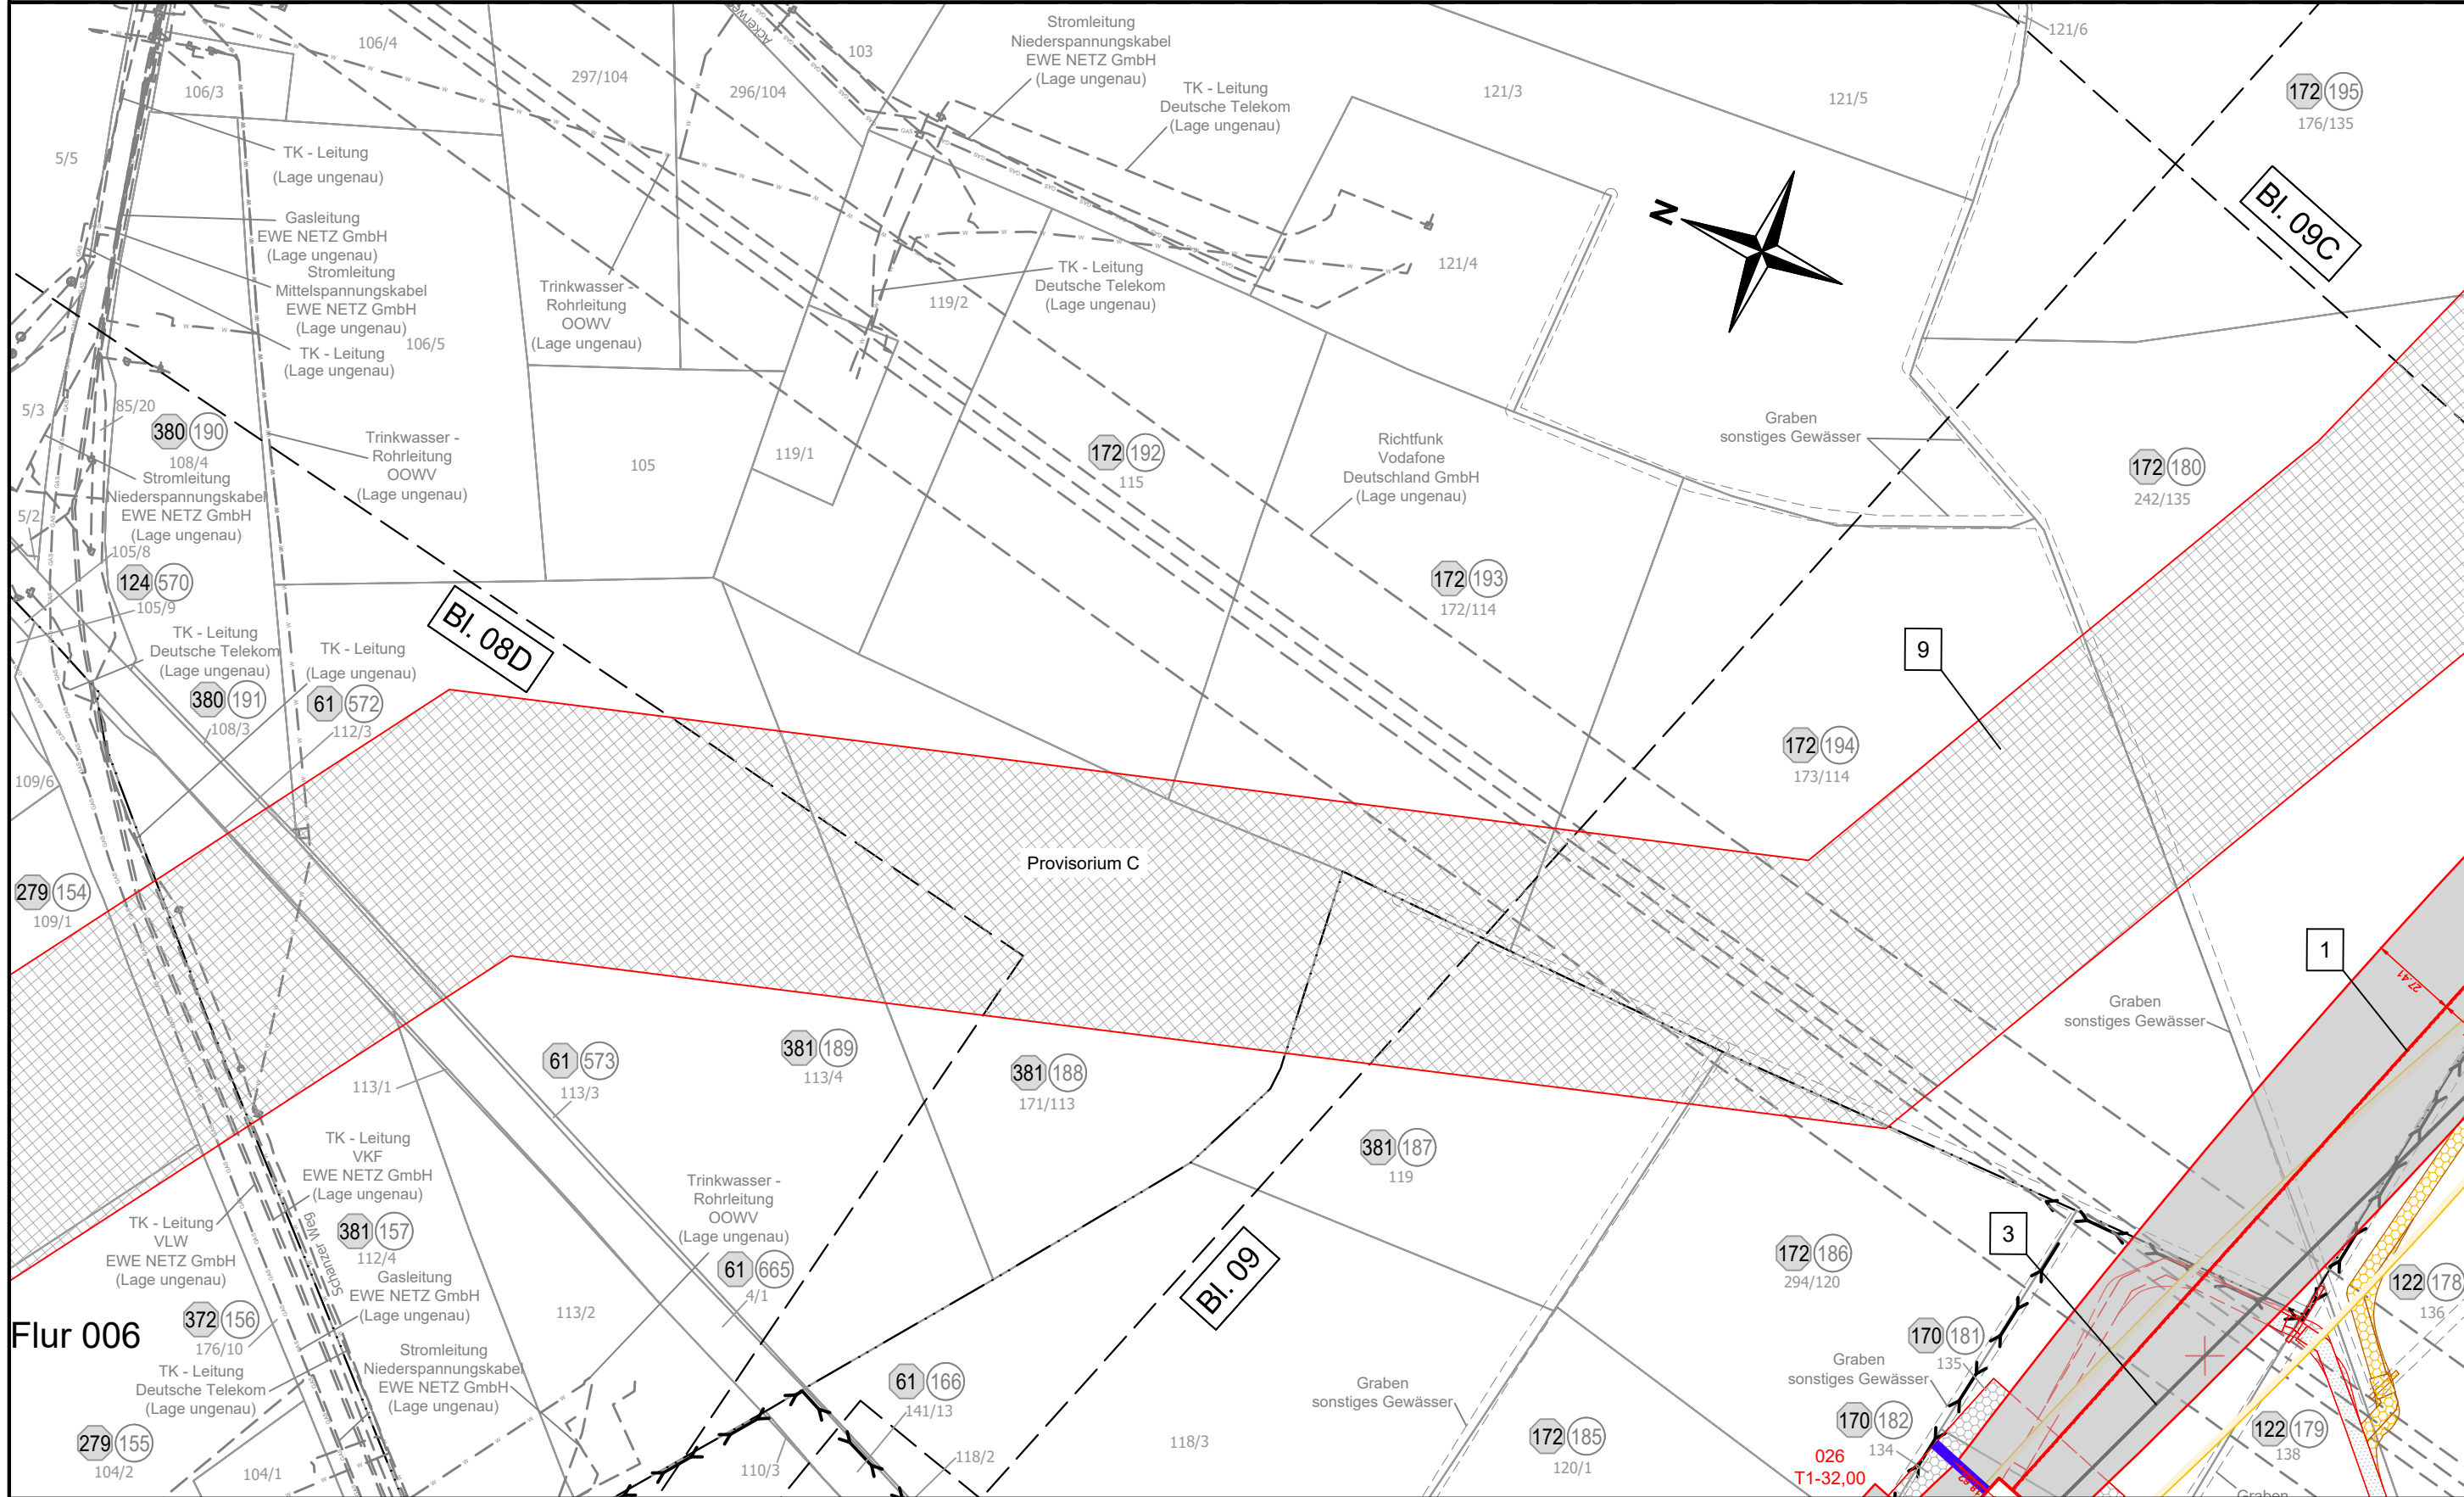 Ackerweg
103
Stromleitung
Niederspannungskabel
EWE NETZ GmbH
(Lage ungenau)
121/6
106/4
297/104
296/104
106/3
TK - Leitung
Deutsche Telekom
(Lage ungenau)
121/3
121/5
172
195
176/135
5/5
TK - Leitung
(Lage ungenau)
Gasleitung
EWE NETZ GmbH
(Lage ungenau)
Stromleitung
Mittelspannungskabel
EWE NETZ GmbH
(Lage ungenau)
TK - Leitung
(Lage ungenau)
106/5
Trinkwasser -
Rohrleitung
OOWV
(Lage ungenau)
119/2
TK - Leitung
Deutsche Telekom
(Lage ungenau)
121/4
N
Bl. 09C
5/3
85/20
380
190
108/4
Stromleitung
Niederspannungskabel
EWE NETZ GmbH
(Lage ungenau)
5/2
Trinkwasser -
Rohrleitung
OOWV
(Lage ungenau)
105
119/1
172
192
115
Richtfunk
Vodafone
Deutschland GmbH
(Lage ungenau)
Graben
sonstiges Gewässer
172
180
242/135
105/8
124
570
105/9
TK - Leitung
Deutsche Telekom
(Lage ungenau)
TK - Leitung
(Lage ungenau)
Bl. 08D
172
193
172/114
9
380
191
108/3
61
572
112/3
109/6
172
194
173/114
279
154
109/1
Provisorium C
1
27.41
Graben
sonstiges Gewässer
113/1
61
573
113/3
381
189
113/4
381
188
171/113
381
187
119
TK - Leitung
VKF
EWE NETZ GmbH
(Lage ungenau)
Trinkwasser -
Rohrleitung
OOWV
(Lage ungenau)
TK - Leitung
VLW
EWE NETZ GmbH
(Lage ungenau)
Schanzer Weg
381
157
112/4
Gasleitung
EWE NETZ GmbH
(Lage ungenau)
61
665
4/1
Bl. 09
172
186
294/120
3
122
178
136
Flur 006
372
156
176/10
113/2
TK - Leitung
Deutsche Telekom
(Lage ungenau)
Stromleitung
Niederspannungskabel
EWE NETZ GmbH
(Lage ungenau)
61
166
141/13
Graben
sonstiges Gewässer
Graben
sonstiges Gewässer
170
181
135
170
182
134
279
155
104/2
104/1
110/3
118/2
118/3
172
185
120/1
026
T1-32,00
122
179
138
Graben